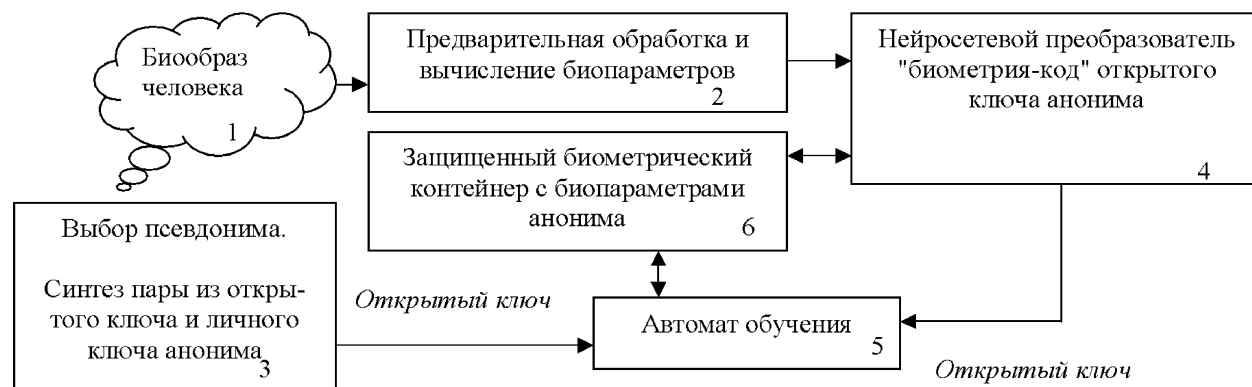 Биообраз
человека
1
Предварительная обработка и
вычисление биопараметров
2
Нейросетевой преобразователь
"биометрия-код" открытого
ключа анонима
4
Защищенный биометрический
контейнер с биопараметрами
анонима
6
Выбор псевдонима.
Синтез пары из откры-
того ключа и личного
ключа анонима
3
Открытый ключ
Автомат обучения
5
Открытый ключ